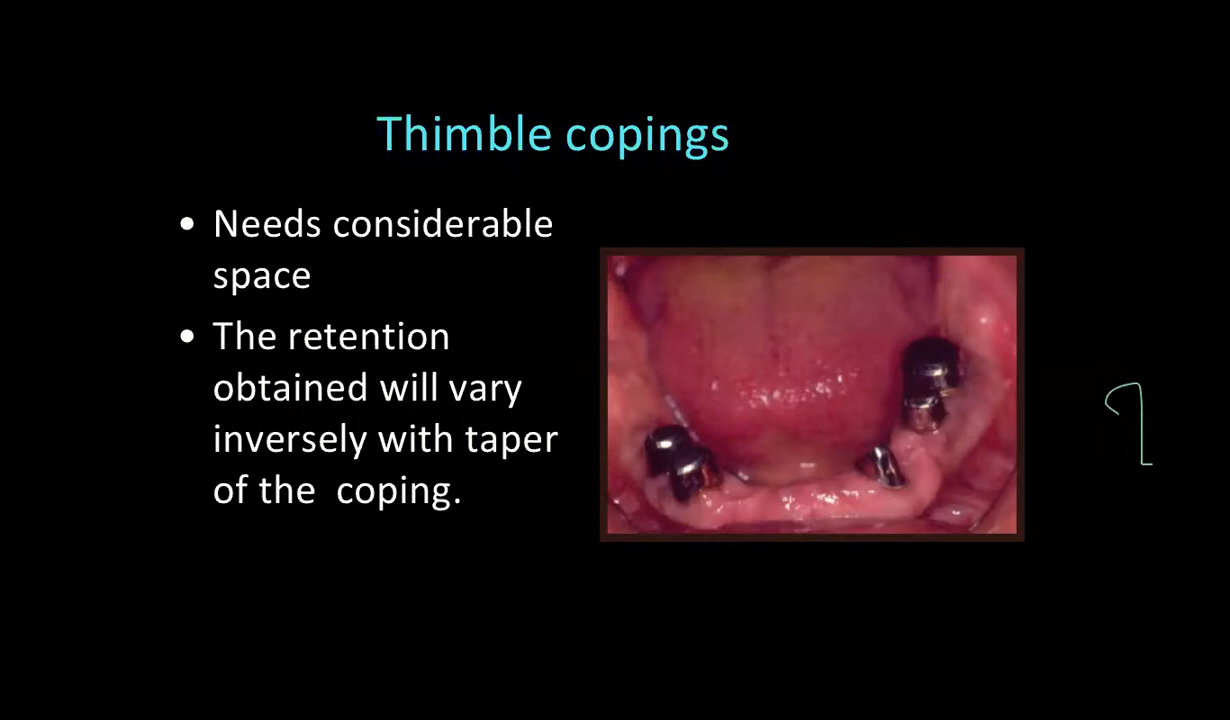 Thimble copings
• Needs considerable
space
• The retention
obtained will vary
inversely with taper
of the coping.